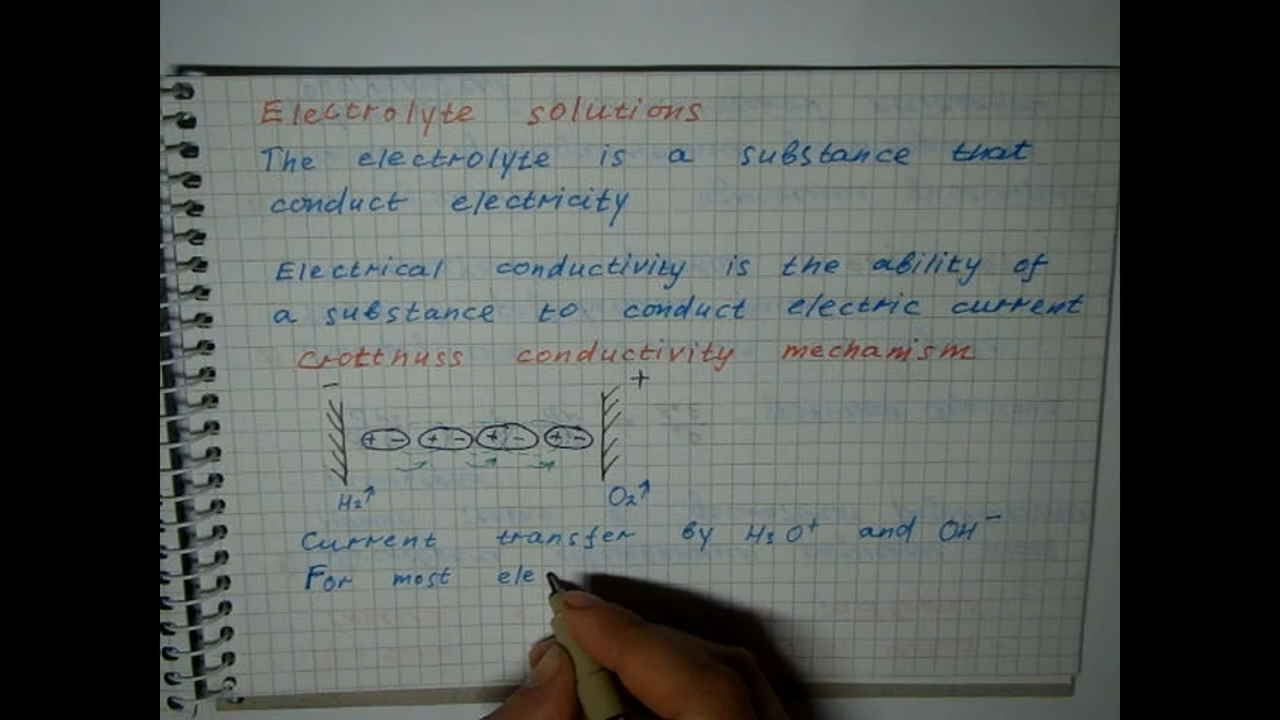 Electrolyte solutions
The electrolyte is a substance that
conduct electricity
Electrical conductivity is the ability of
a substance to conduct electric current
Crotthuss conductivity mechanism
- +
+ - + - + - + -
H₂↑ O₂↑
Current transfer by H₃O⁺ and OH⁻
For most ele